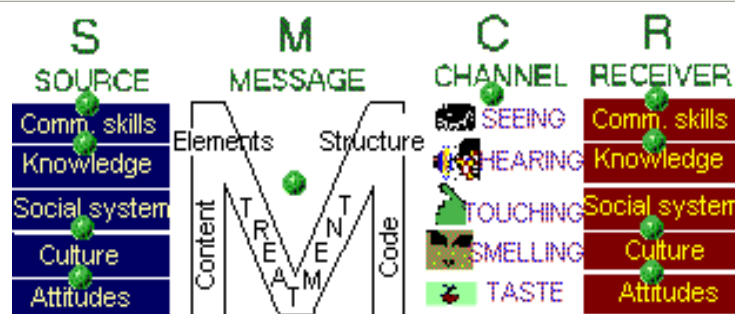 S M C R
SOURCE MESSAGE CHANNEL RECEIVER
Comm. skills
Knowledge
Social system
Culture
Attitudes
Elements
Structure
Content
TREATMENT
Code
SEEING
HEARING
TOUCHING
SMELLING
TASTE
Comm. skills
Knowledge
Social system
Culture
Attitudes